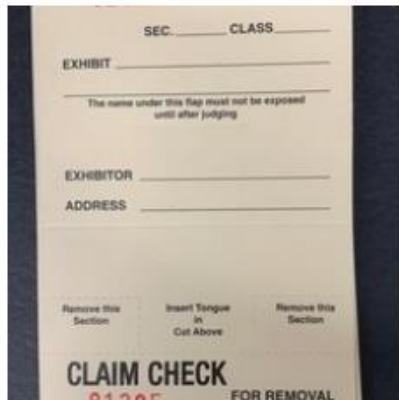 SEC. CLASS
EXHIBIT
The name under this flap must not be exposed
until after judging
EXHIBITOR
ADDRESS
Remove this Section
Insert Tongue in Cut Above
Remove this Section
CLAIM CHECK
FOR REMOVAL